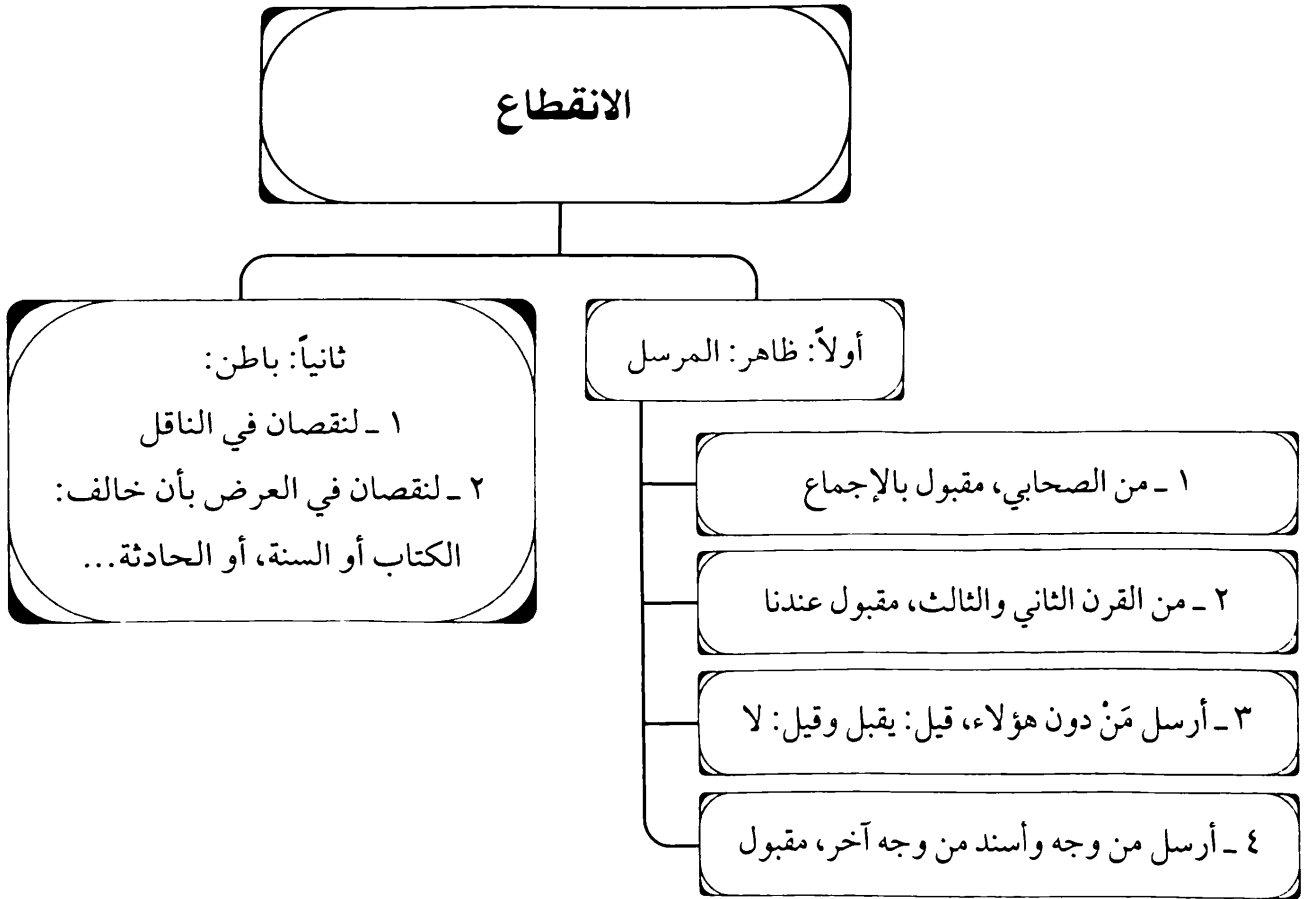 الانقطاع
أولاً: ظاهر: المرسل
١ ـ من الصحابي، مقبول بالإجماع
٢ ـ من القرن الثاني والثالث، مقبول عندنا
٣ ـ أرسل مَنْ دون هؤلاء، قيل: يقبل وقيل: لا
٤ ـ أرسل من وجه وأسند من وجه آخر، مقبول
ثانياً: باطن:
١ ـ لنقصان في الناقل
٢ ـ لنقصان في العرض بأن خالف:
الكتاب أو السنة، أو الحادثة...